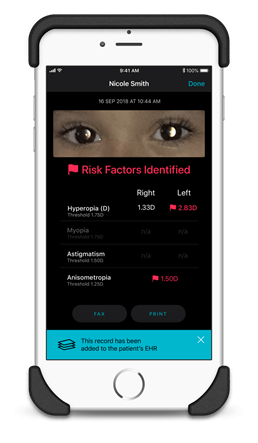 9:41 AM 100%
Nicole Smith Done
16 SEP 2018 AT 10:44 AM
Risk Factors Identified
Right Left
Hyperopia (D) 1.33D 2.83D
Threshold 1.75D
Myopia n/a n/a
Astigmatism n/a n/a
Threshold 1.50D
Anisometropia 1.50D
Threshold 1.25D
FAX PRINT
This record has been
added to the patient's EHR